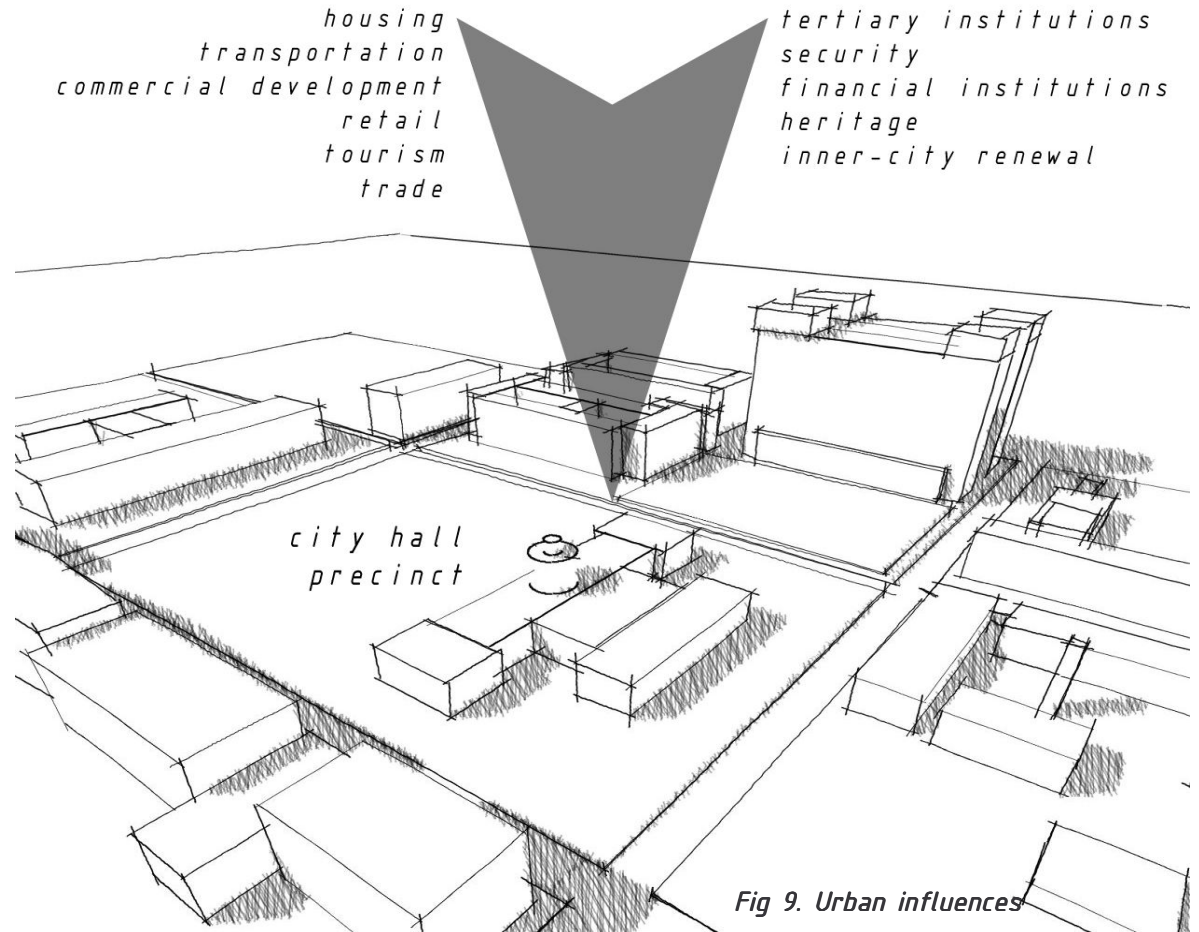 housing
transportation
commercial development
retail
tourism
trade
tertiary institutions
security
financial institutions
heritage
inner-city renewal
city hall
precinct
Fig 9. Urban influences